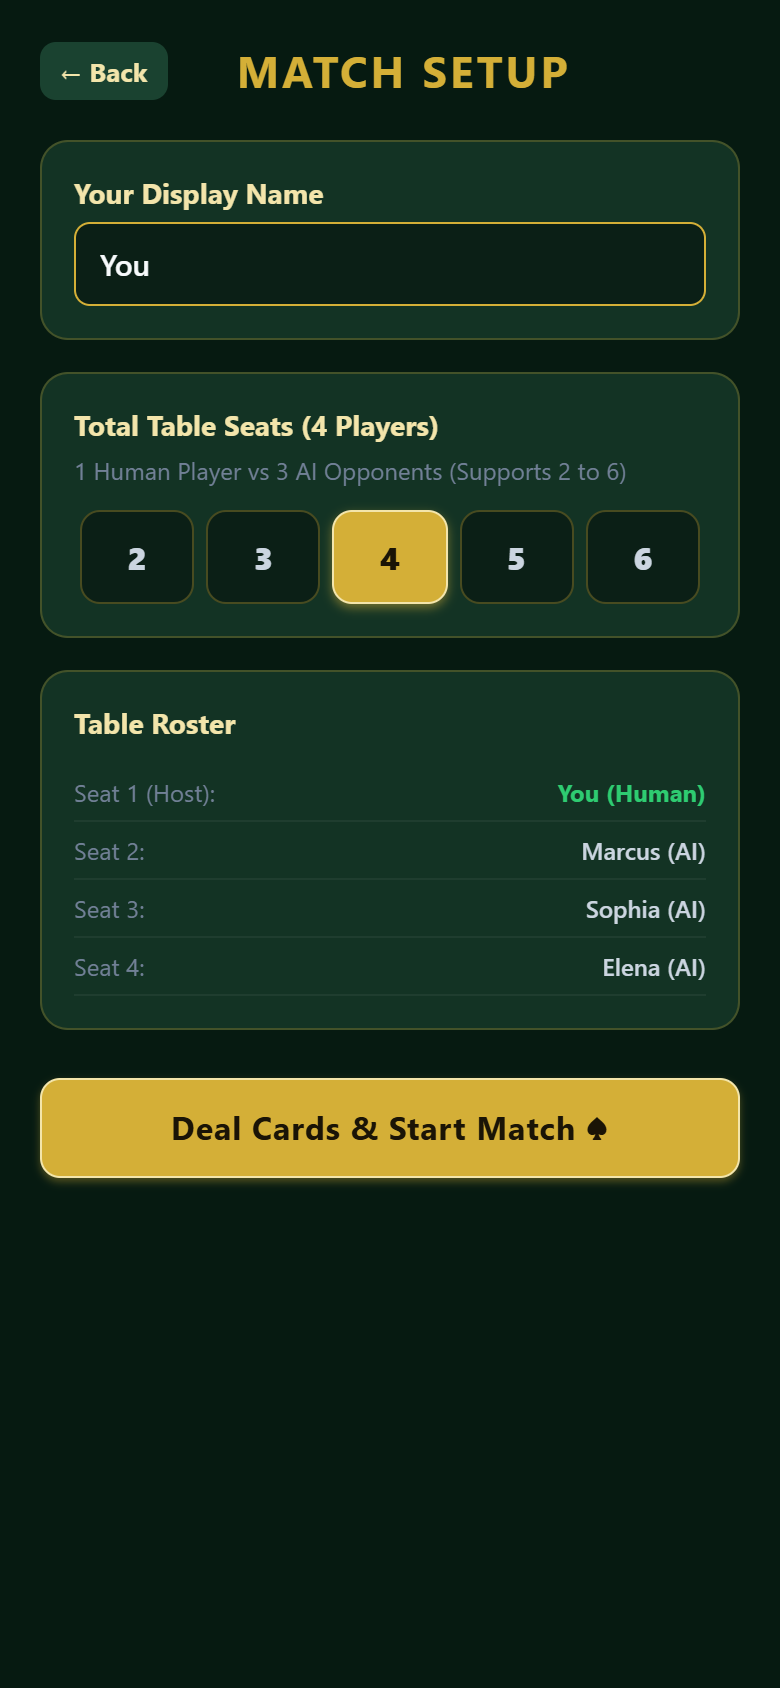 ← Back
MATCH SETUP
Your Display Name
You
Total Table Seats (4 Players)
1 Human Player vs 3 AI Opponents (Supports 2 to 6)
2 3 4 5 6
Table Roster
Seat 1 (Host): You (Human)
Seat 2: Marcus (AI)
Seat 3: Sophia (AI)
Seat 4: Elena (AI)
Deal Cards & Start Match ♠